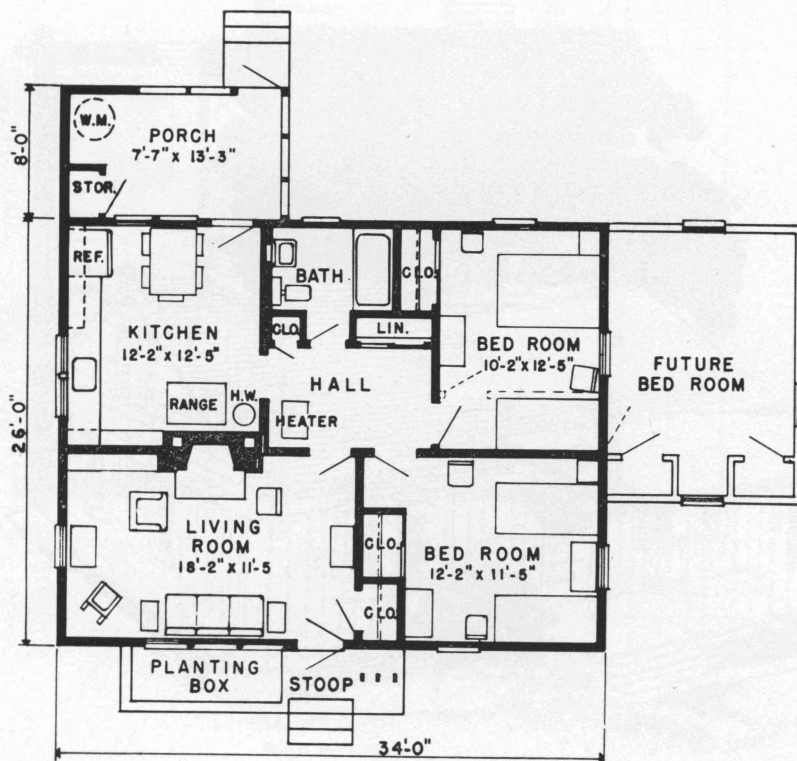 W.M.
PORCH
7'-7" x 13'-3"
8'-0"
STOR.
REF.
BATH
CLO.
KITCHEN
12'-2" x 12'-5"
CLO.
LIN.
BED ROOM
10'-2" x 12'-5"
FUTURE
BED ROOM
HALL
RANGE
H.W.
HEATER
26'-0"
LIVING
ROOM
18'-2" x 11'-5
CLO.
BED ROOM
12'-2" x 11'-5"
CLO.
PLANTING
BOX
STOOP
34'-0"